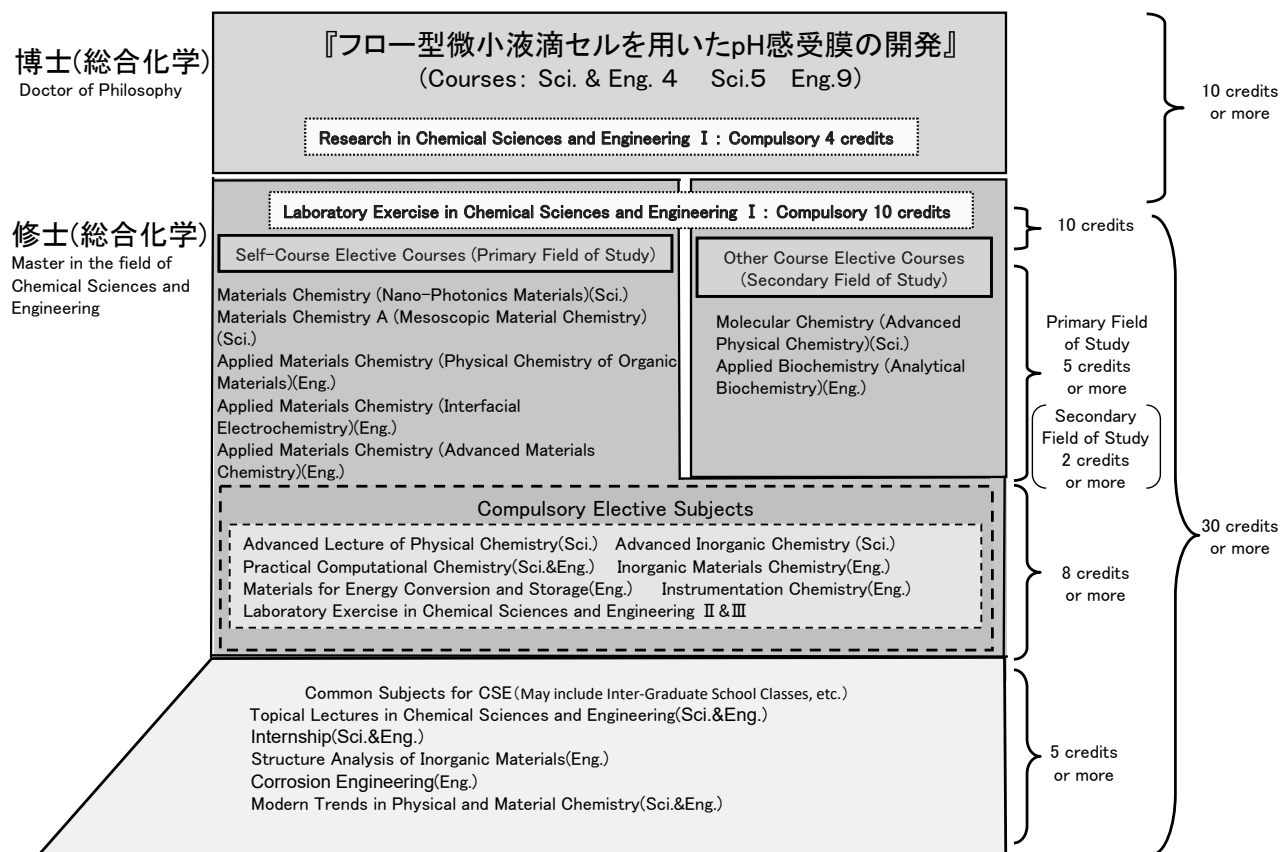 博士(総合化学)
Doctor of Philosophy
『フロー型微小液滴セルを用いたpH感受膜の開発』
(Courses: Sci. & Eng. 4 Sci.5 Eng.9)
Research in Chemical Sciences and Engineering Ⅰ: Compulsory 4 credits
10 credits
or more
修士(総合化学)
Master in the field of
Chemical Sciences and
Engineering
Laboratory Exercise in Chemical Sciences and Engineering Ⅰ: Compulsory 10 credits
10 credits
Self-Course Elective Courses (Primary Field of Study)
Materials Chemistry (Nano-Photonics Materials)(Sci.)
Materials Chemistry A (Mesoscopic Material Chemistry)
(Sci.)
Applied Materials Chemistry (Physical Chemistry of Organic
Materials)(Eng.)
Applied Materials Chemistry (Interfacial
Electrochemistry)(Eng.)
Applied Materials Chemistry (Advanced Materials
Chemistry)(Eng.)
Other Course Elective Courses
(Secondary Field of Study)
Molecular Chemistry (Advanced
Physical Chemistry)(Sci.)
Applied Biochemistry (Analytical
Biochemistry)(Eng.)
Primary Field
of Study
5 credits
or more
Secondary
Field of Study
2 credits
or more
30 credits
or more
Compulsory Elective Subjects
Advanced Lecture of Physical Chemistry(Sci.) Advanced Inorganic Chemistry (Sci.)
Practical Computational Chemistry(Sci.&Eng.) Inorganic Materials Chemistry(Eng.)
Materials for Energy Conversion and Storage(Eng.) Instrumentation Chemistry(Eng.)
Laboratory Exercise in Chemical Sciences and Engineering Ⅱ&Ⅲ
8 credits
or more
Common Subjects for CSE(May include Inter-Graduate School Classes, etc.)
Topical Lectures in Chemical Sciences and Engineering(Sci.&Eng.)
Internship(Sci.&Eng.)
Structure Analysis of Inorganic Materials(Eng.)
Corrosion Engineering(Eng.)
Modern Trends in Physical and Material Chemistry(Sci.&Eng.)
5 credits
or more